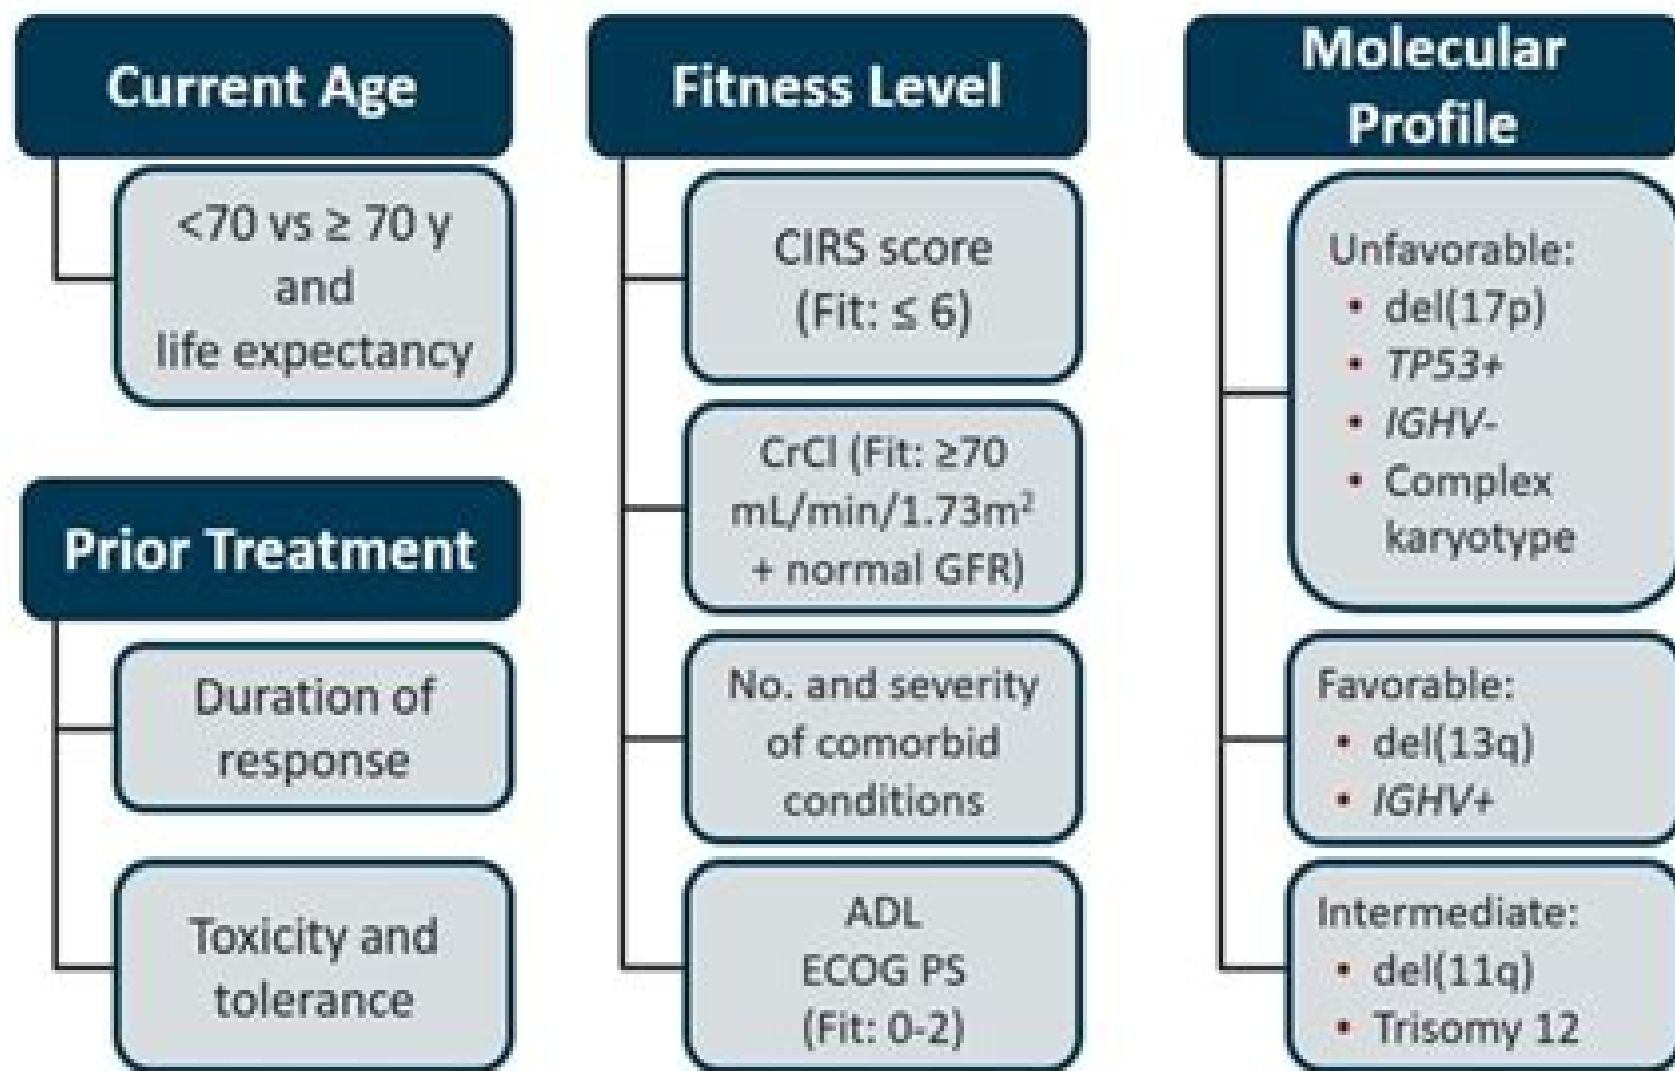 Current Age
<70 vs ≥ 70 y
and
life expectancy
Prior Treatment
Duration of
response
Toxicity and
tolerance
Fitness Level
CIRS score
(Fit: ≤ 6)
CrCl (Fit: ≥70
mL/min/1.73m²
+ normal GFR)
No. and severity
of comorbid
conditions
ADL
ECOG PS
(Fit: 0-2)
Molecular
Profile
Unfavorable:
• del(17p)
• TP53+
• IGHV-
• Complex
karyotype
Favorable:
• del(13q)
• IGHV+
Intermediate:
• del(11q)
• Trisomy 12